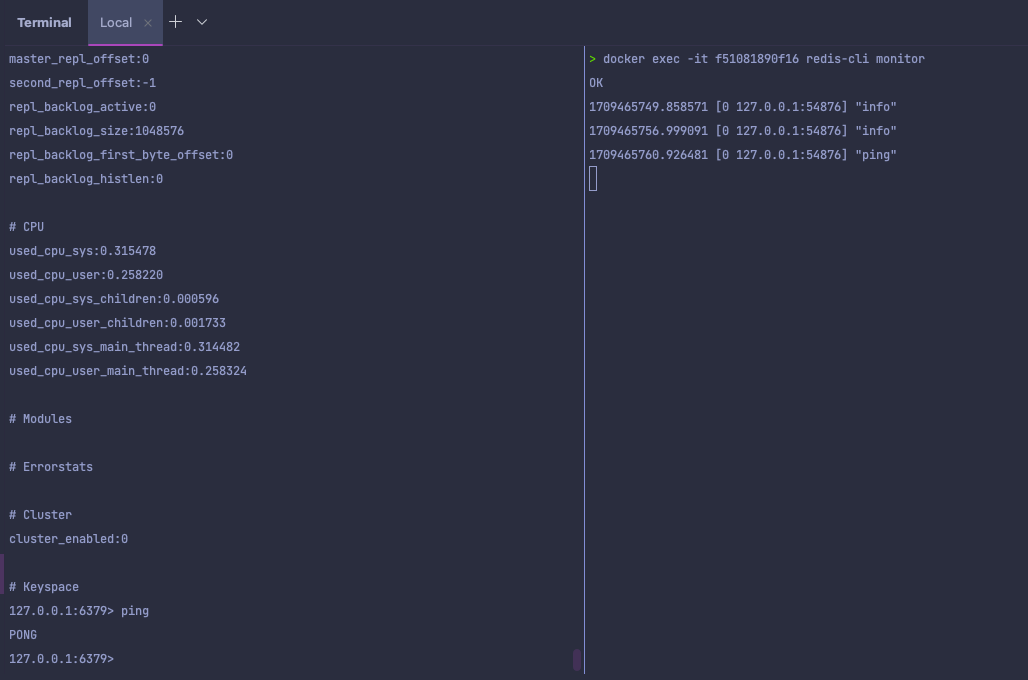 Terminal
Local
master_repl_offset:0
second_repl_offset:-1
repl_backlog_active:0
repl_backlog_size:1048576
repl_backlog_first_byte_offset:0
repl_backlog_histlen:0
# CPU
used_cpu_sys:0.315478
used_cpu_user:0.258220
used_cpu_sys_children:0.000596
used_cpu_user_children:0.001733
used_cpu_sys_main_thread:0.314482
used_cpu_user_main_thread:0.258324
# Modules
# Errorstats
# Cluster
cluster_enabled:0
# Keyspace
127.0.0.1:6379> ping
PONG
127.0.0.1:6379>
> docker exec -it f51081890f16 redis-cli monitor
OK
1709465749.858571 [0 127.0.0.1:54876] "info"
1709465756.999091 [0 127.0.0.1:54876] "info"
1709465760.926481 [0 127.0.0.1:54876] "ping"